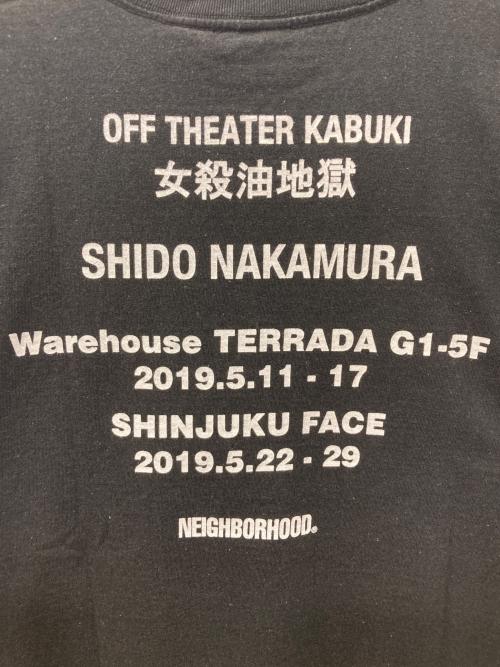 OFF THEATER KABUKI
女殺油地獄
SHIDO NAKAMURA
Warehouse TERRADA G1-5F
2019.5.11 - 17
SHINJUKU FACE
2019.5.22 - 29
NEIGHBORHOOD®